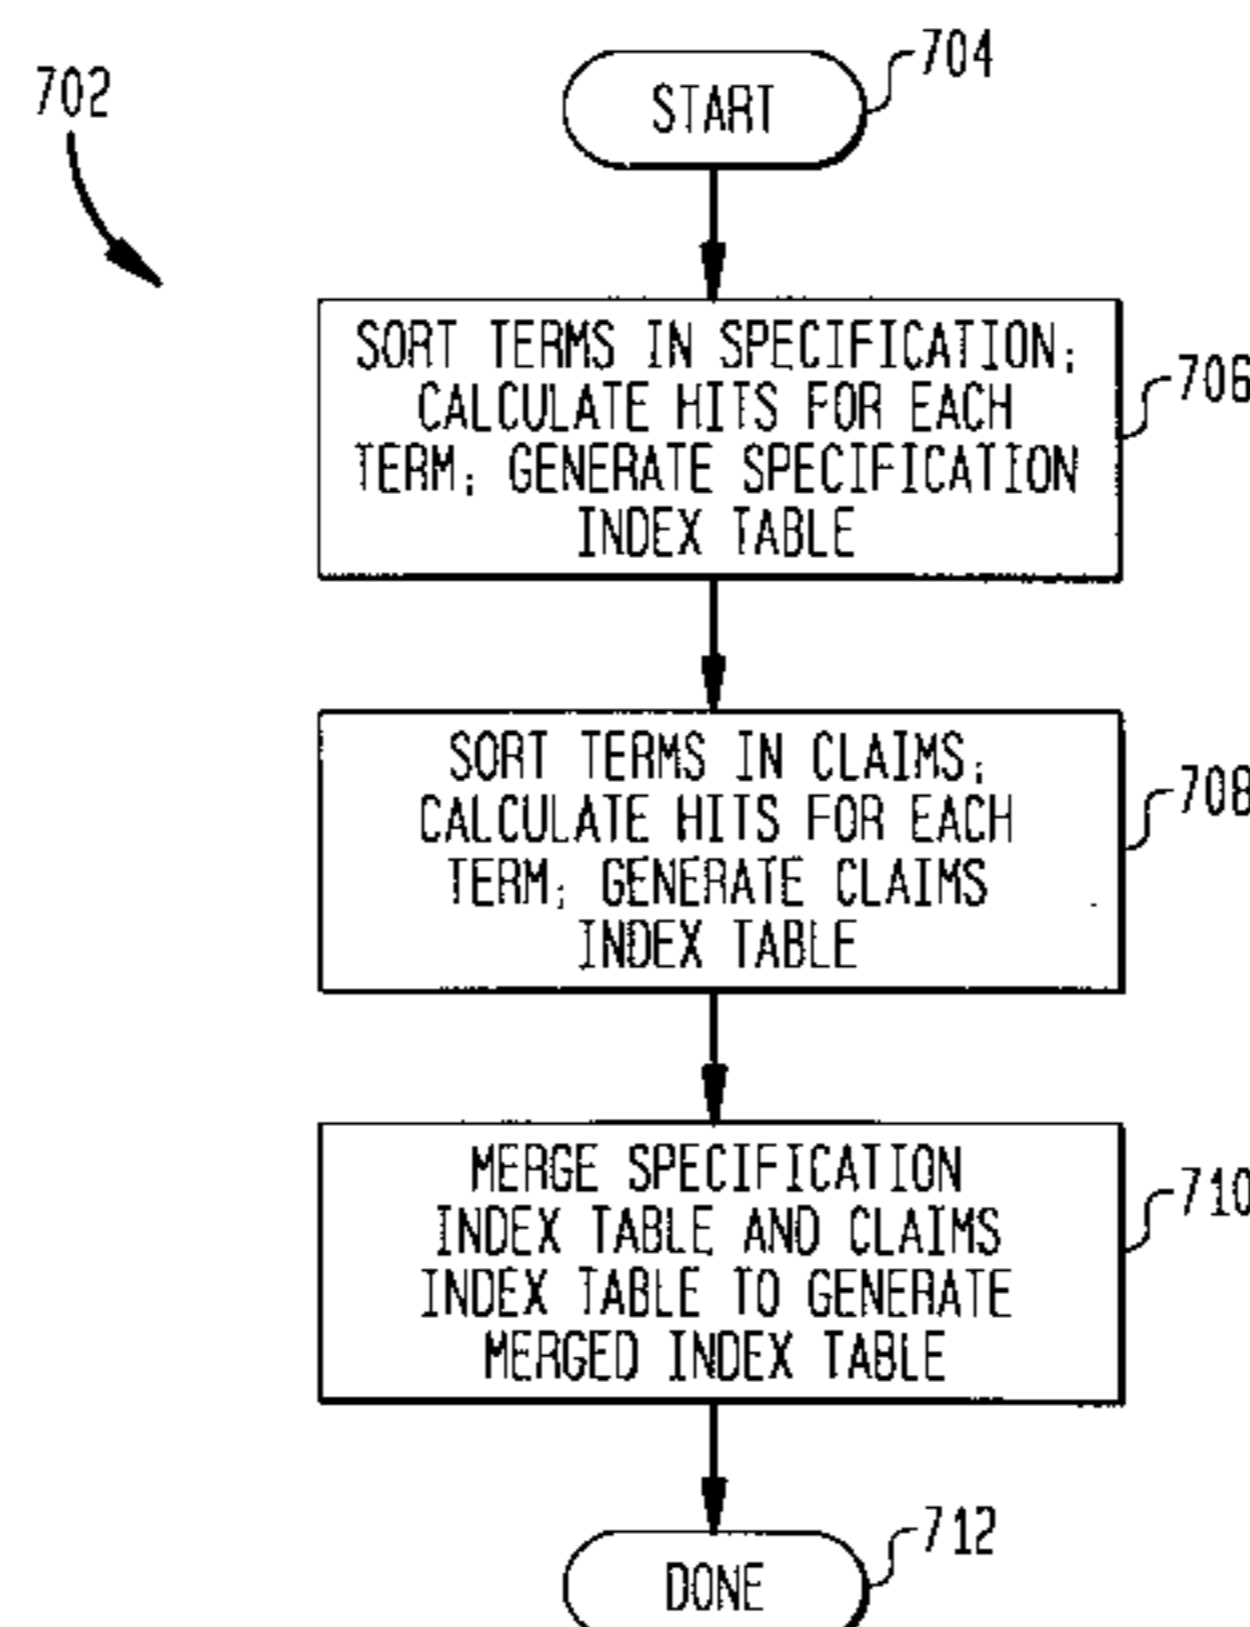 702
START
704
SORT TERMS IN SPECIFICATION;
CALCULATE HITS FOR EACH
TERM; GENERATE SPECIFICATION
INDEX TABLE
706
SORT TERMS IN CLAIMS;
CALCULATE HITS FOR EACH
TERM; GENERATE CLAIMS
INDEX TABLE
708
MERGE SPECIFICATION
INDEX TABLE AND CLAIMS
INDEX TABLE TO GENERATE
MERGED INDEX TABLE
710
DONE
712